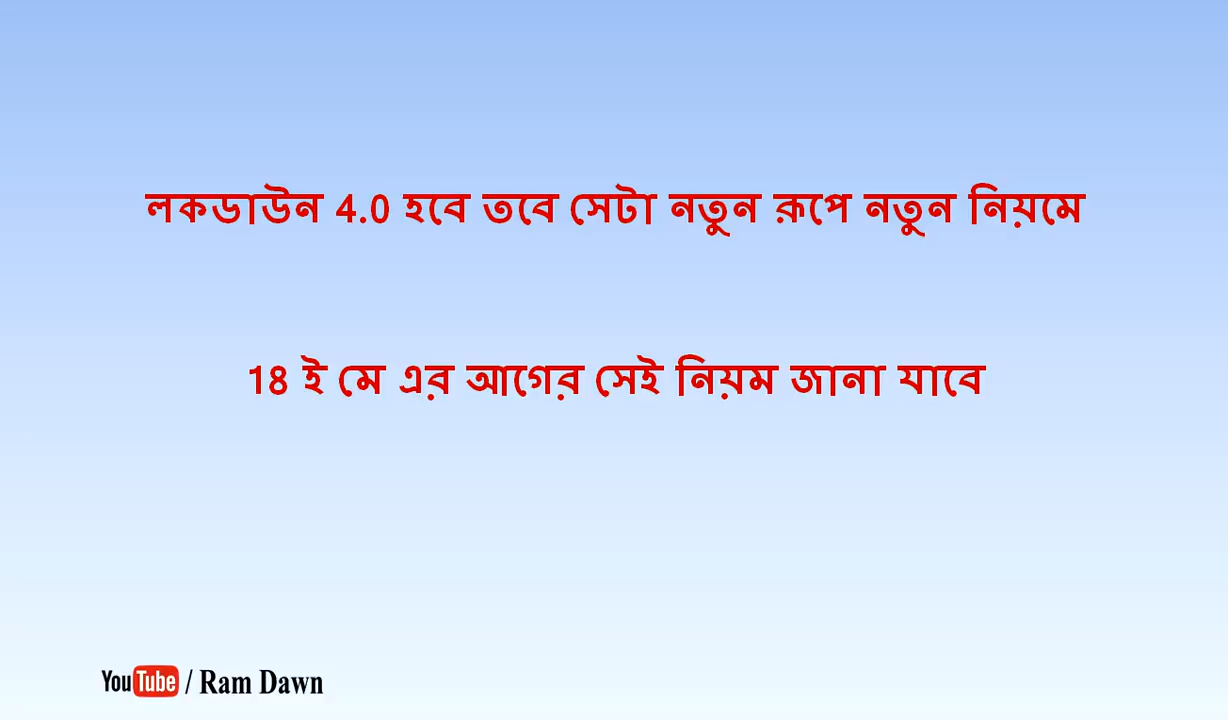 লকডাউন 4.0 হবে তবে সেটা নতুন রূপে নতুন নিয়মে
18 ই মে এর আগের সেই নিয়ম জানা যাবে
YouTube / Ram Dawn